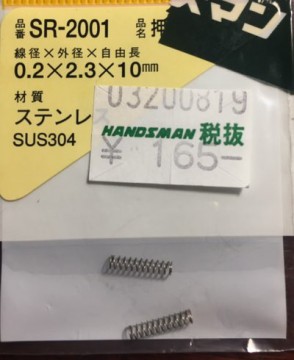 品番 SR-2001 品名 押
線径×外径×自由長
0.2×2.3×10mm
材質
ステンレス
SUS304
03200819
HANDSMAN 税抜
¥ 165-